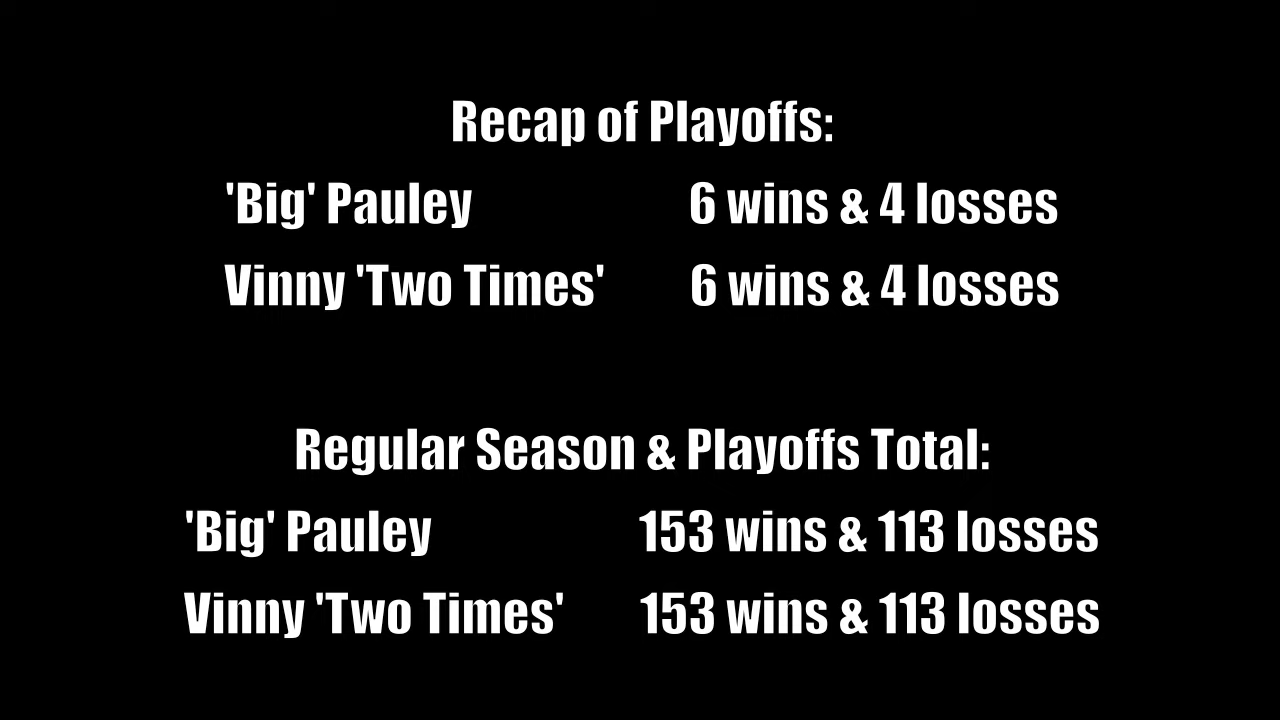 Recap of Playoffs:
'Big' Pauley 6 wins & 4 losses
Vinny 'Two Times' 6 wins & 4 losses
Regular Season & Playoffs Total:
'Big' Pauley 153 wins & 113 losses
Vinny 'Two Times' 153 wins & 113 losses